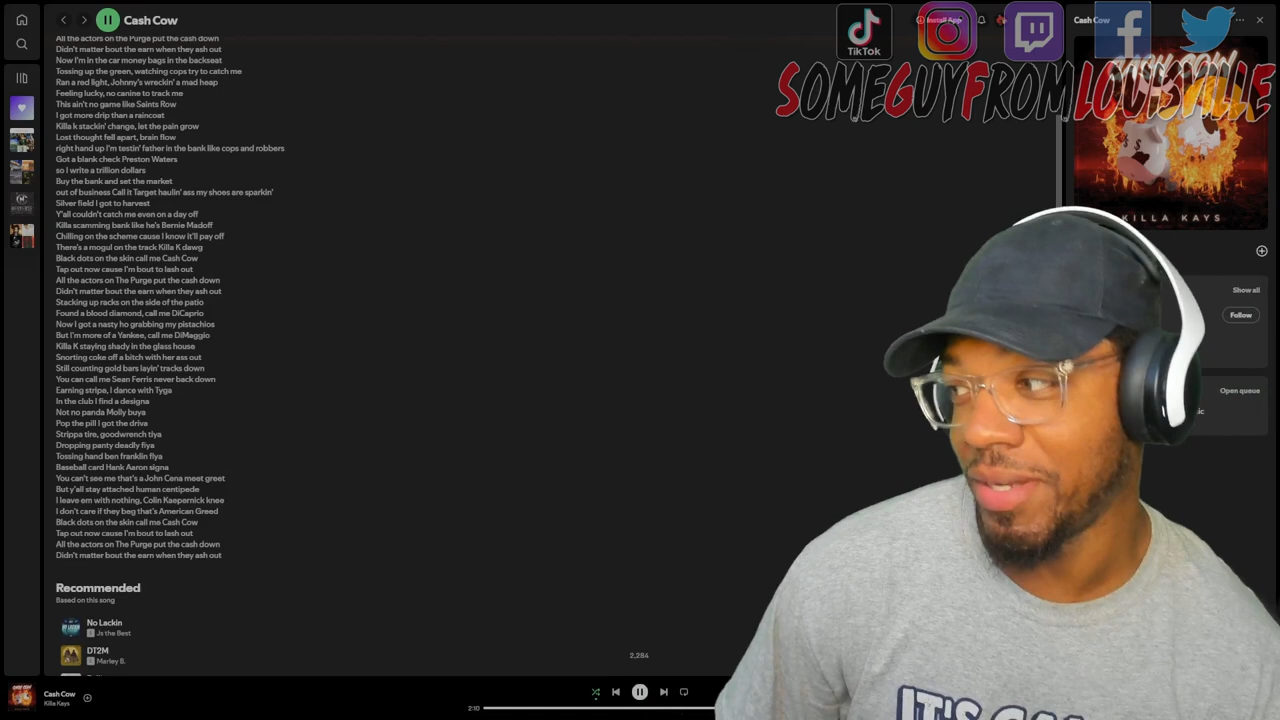 Cash Cow
All the actors on The Purge put the cash down
Didn't matter bout the earn when they ash out
Now I'm in the car money bags in the backseat
Tossing up the green, watching cops try to catch me
Ran a red light, Johnny's wreckin' a mad heap
Feeling lucky, no canine to track me
This ain't no game like Saints Row
I got more drip than a raincoat
Killa k stackin' change, let the pain grow
Lost thought fell apart, brain flow
right hand up I'm testin' father in the bank like cops and robbers
Got a blank check Preston Waters
so I write a trillion dollars
Buy the bank and set the market
out of business Call it Target haulin' ass my shoes are sparkin'
Silver field I got to harvest
Y'all couldn't catch me even on a day off
Killa scamming bank like he's Bernie Madoff
Chilling on the scheme cause I know it'll pay off
There's a mogul on the track Killa K dawg
Black dots on the skin call me Cash Cow
Tap out now cause I'm bout to lash out
All the actors on The Purge put the cash down
Didn't matter bout the earn when they ash out
Stacking up racks on the side of the patio
Found a blood diamond, call me DiCaprio
Now I got a nasty ho grabbing my pistachios
But I'm more of a Yankee, call me DiMaggio
Killa K staying shady in the glass house
Snorting coke off a bitch with her ass out
Still counting gold bars layin' tracks down
You can call me Sean Ferris never back down
Earning stripe, I dance with Tyga
In the club I find a designa
Not no panda Molly buya
Pop the pill I got the driva
Strippa tire, goodwrench tiya
Dropping panty deadly fiya
Tossing hand ben franklin flya
Baseball card Hank Aaron signa
You can't see me that's a John Cena meet greet
But y'all stay attached human centipede
I leave em with nothing, Colin Kaepernick knee
I don't care if they beg that's American Greed
Black dots on the skin call me Cash Cow
Tap out now cause I'm bout to lash out
All the actors on The Purge put the cash down
Didn't matter bout the earn when they ash out
Recommended
Based on this song
No Lackin
E Js the Best
DT2M
E Marley B.
2,284
Cash Cow
Killa Kays
2:10
Install App
Cash Cow
TikTok
SOMEGUYFROMLOUISVILLE
KILLA KAYS
Show all
Follow
Open queue
IT'S